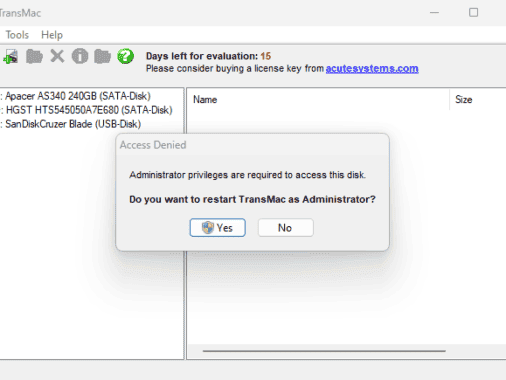 TransMac
Tools Help
Days left for evaluation: 15
Please consider buying a license key from acutesystems.com
: Apacer AS340 240GB (SATA-Disk)
: HGST HTS545050A7E680 (SATA-Disk)
: SanDiskCruzer Blade (USB-Disk)
Name Size
Access Denied
Administrator privileges are required to access this disk.
Do you want to restart TransMac as Administrator?
Yes No